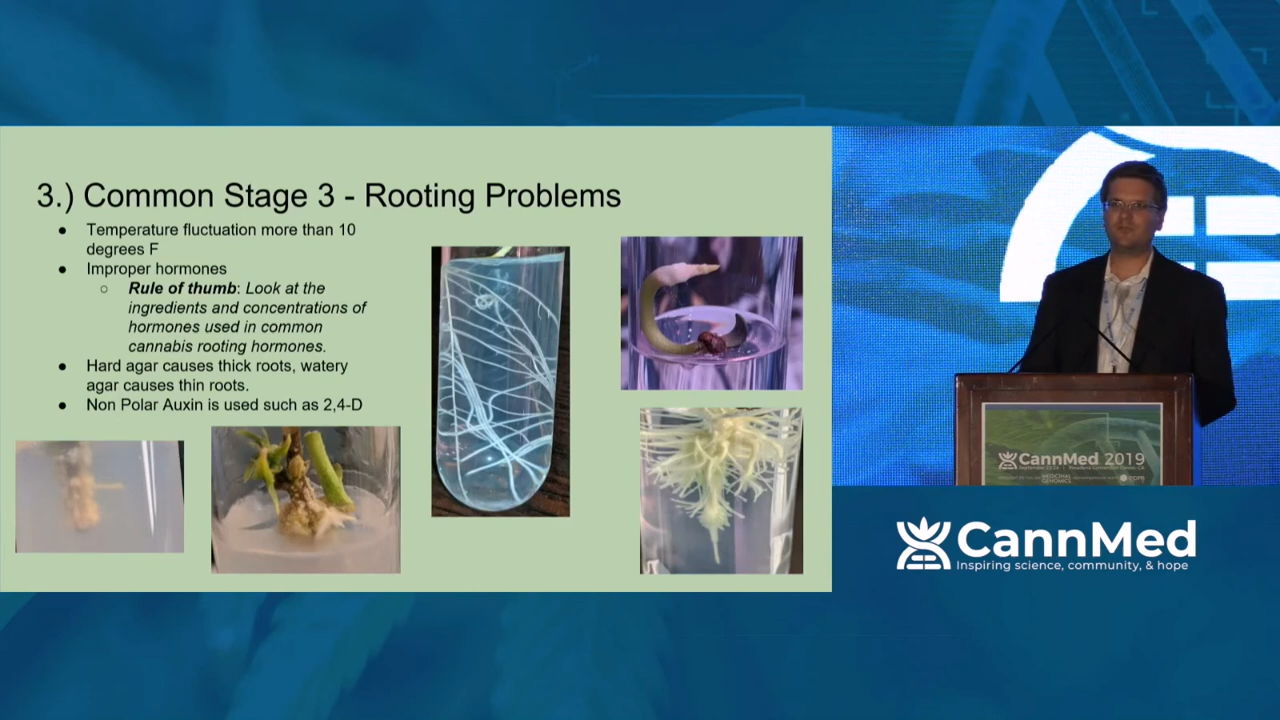 3.) Common Stage 3 - Rooting Problems
● Temperature fluctuation more than 10
degrees F
● Improper hormones
○ Rule of thumb: Look at the
ingredients and concentrations of
hormones used in common
cannabis rooting hormones.
● Hard agar causes thick roots, watery
agar causes thin roots.
● Non Polar Auxin is used such as 2,4-D
CannMed 2019
MEDICINAL
GENOMICS
CannMed
Inspiring science, community, & hope